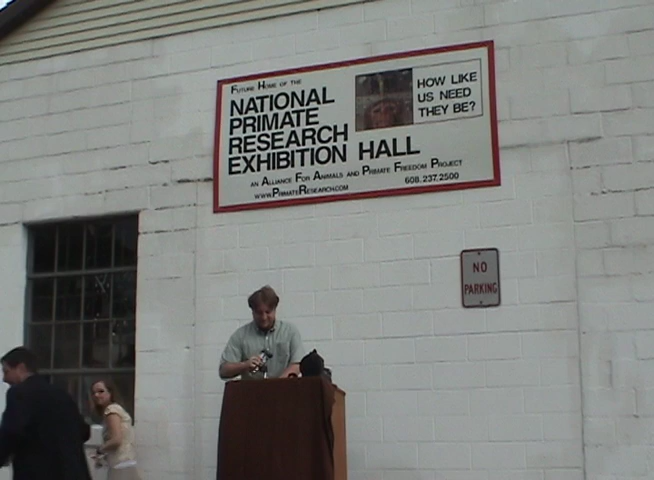 FUTURE HOME OF THE
NATIONAL
PRIMATE
RESEARCH
EXHIBITION HALL
HOW LIKE
US NEED
THEY BE?
AN ALLIANCE FOR ANIMALS AND PRIMATE FREEDOM PROJECT
WWW.PRIMATERESEARCH.COM
608.237.2500
NO
PARKING